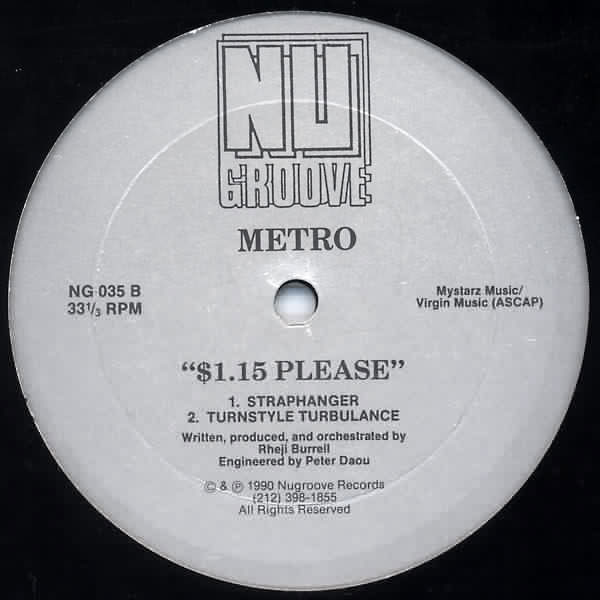 NU
GROOVE
METRO
NG 035 B
33⅓ RPM
Mystarz Music/
Virgin Music (ASCAP)
“$1.15 PLEASE”
1. STRAPHANGER
2. TURNSTYLE TURBULANCE
Written, produced, and orchestrated by
Rheji Burrell
Engineered by Peter Daou
© & ℗ 1990 Nugroove Records
(212) 398-1855
All Rights Reserved